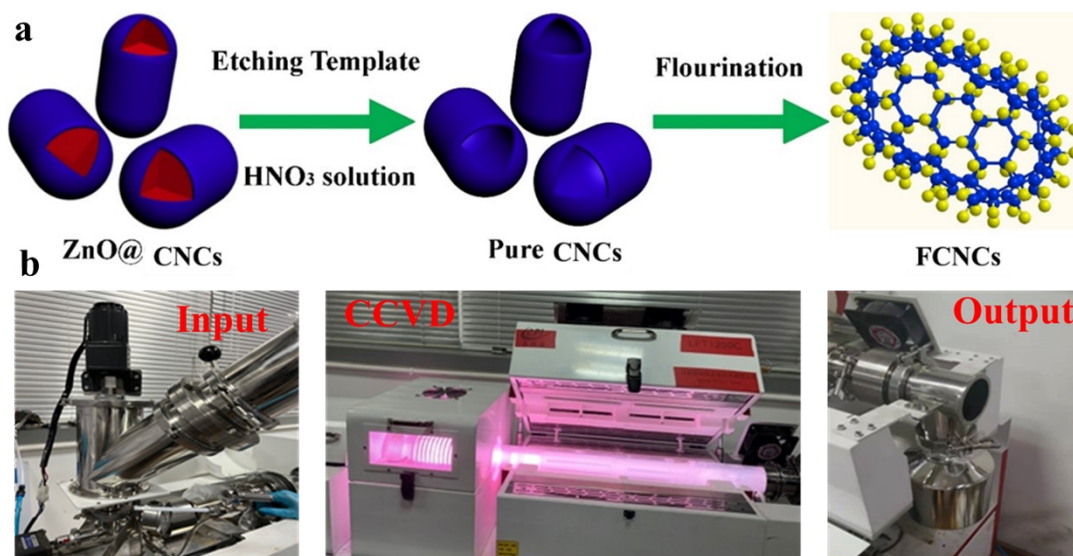 a
Etching Template
HNO₃ solution
Flourination
ZnO@ CNCs
Pure CNCs
FCNCs
b
Input
CCVD
Output